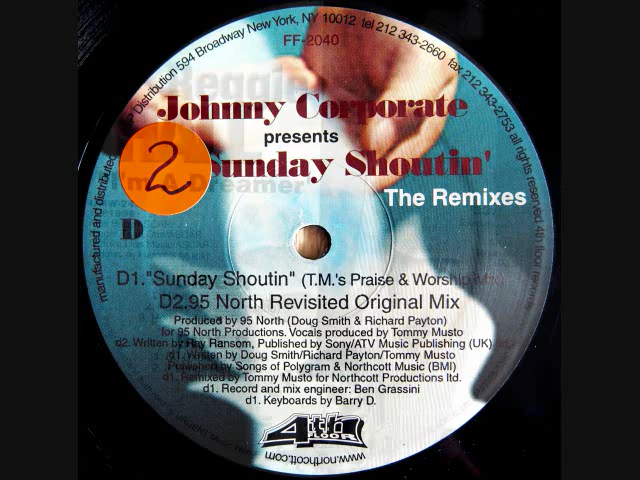 P Distribution 594 Broadway New York, NY 10012 tel 212 343-2660 fax 212 343-2753 all rights reserved 4th floor
manufactured and distributed
FF-2040
Reggie
Johnny Corporate
presents
2
Sunday Shoutin'
I'm A Dreamer
The Remixes
D
D1."Sunday Shoutin" (T.M.'s Praise & Worship
D2.95 North Revisited Original Mix
Produced by 95 North (Doug Smith & Richard Payton)
for 95 North Productions. Vocals produced by Tommy Musto
d2. Written by Ray Ransom, Published by Sony/ATV Music Publishing (UK) ltd.
d1. Written by Doug Smith/Richard Payton/Tommy Musto
Published by Songs of Polygram & Northcott Music (BMI)
d1. Remixed by Tommy Musto for Northcott Productions ltd.
d1. Record and mix engineer: Ben Grassini
d1. Keyboards by Barry D.
4th
FLOOR
www.northcott.com